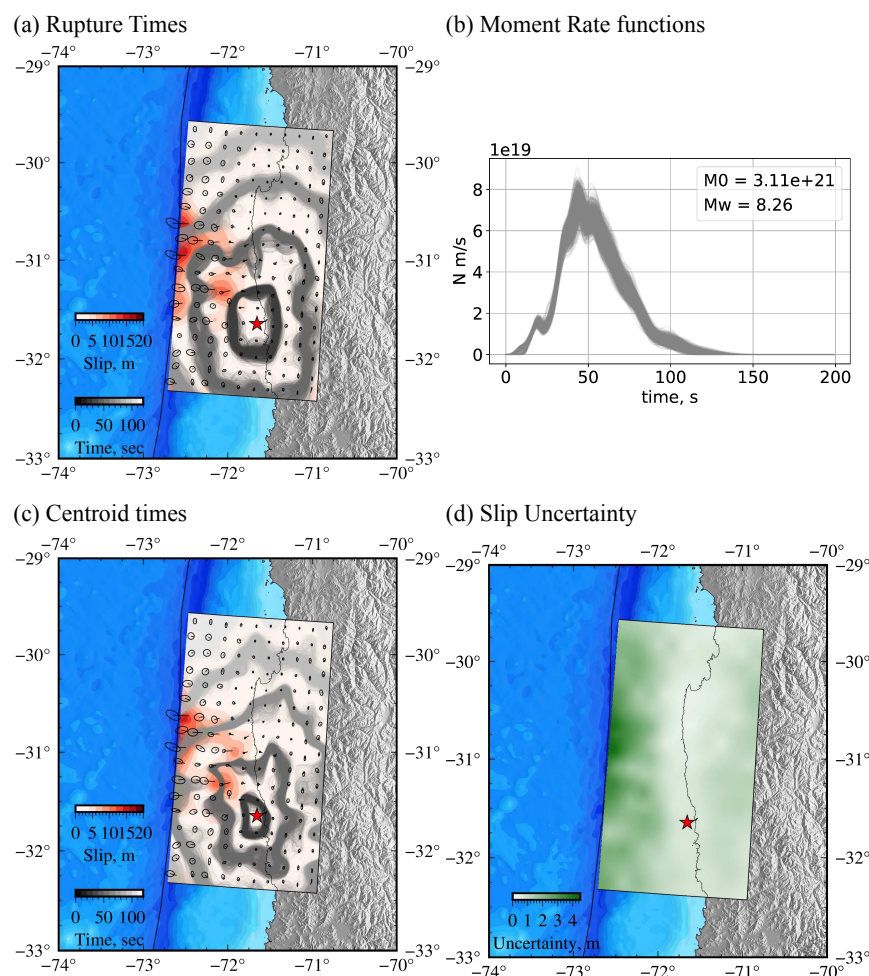 (a) Rupture Times
(b) Moment Rate functions
−74° −73° −72° −71° −70°
−29° −29°
−30° −30°
−31° −31°
−32° −32°
−33° −33°
−74° −73° −72° −71° −70°
0 5 101520
Slip, m
0 50 100
Time, sec
1e19
M0 = 3.11e+21
Mw = 8.26
8
6
4
2
0
N m/s
0 50 100 150 200
time, s
(c) Centroid times
(d) Slip Uncertainty
−74° −73° −72° −71° −70°
−29° −29°
−30° −30°
−31° −31°
−32° −32°
−33° −33°
−74° −73° −72° −71° −70°
0 5 101520
Slip, m
0 50 100
Time, sec
−74° −73° −72° −71° −70°
−29° −29°
−30° −30°
−31° −31°
−32° −32°
−33° −33°
−74° −73° −72° −71° −70°
0 1 2 3 4
Uncertainty, m